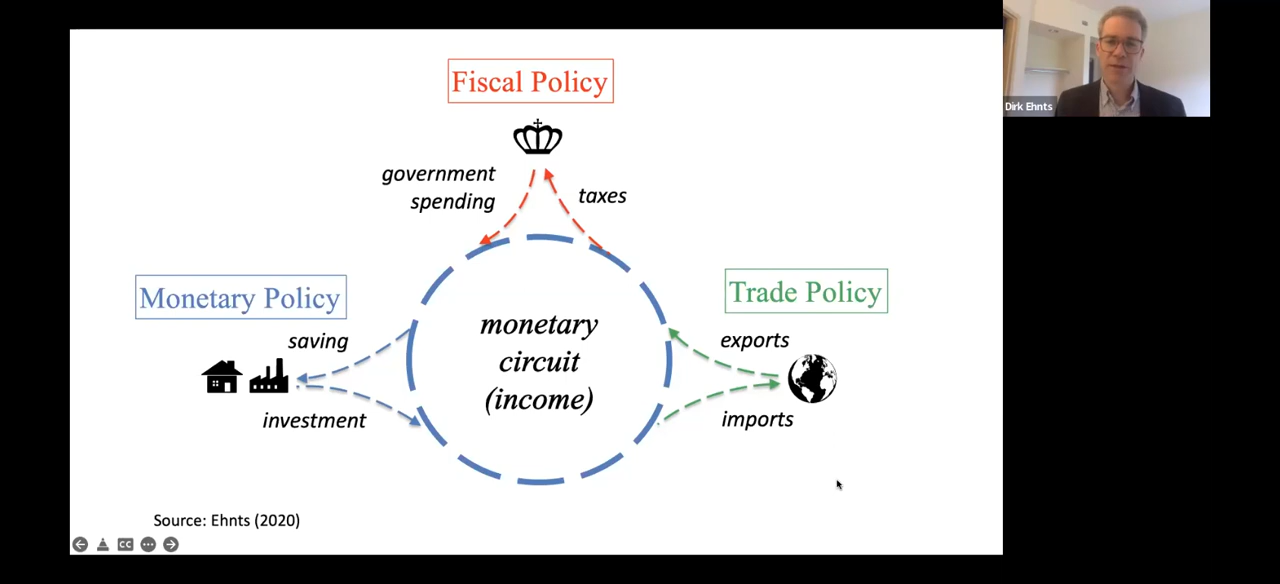 Fiscal Policy
government
spending
taxes
Monetary Policy
saving
investment
monetary
circuit
(income)
Trade Policy
exports
imports
Source: Ehnts (2020)
CC
Dirk Ehnts